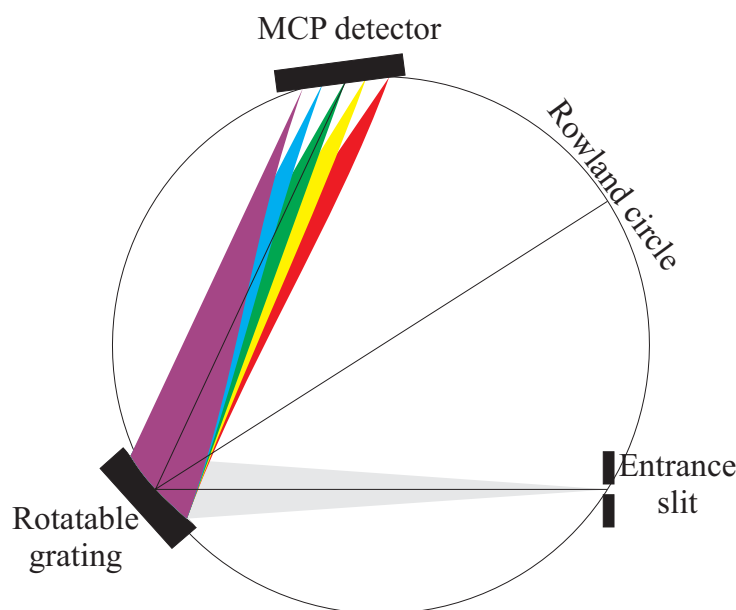 MCP detector
Rowland circle
Entrance
slit
Rotatable
grating